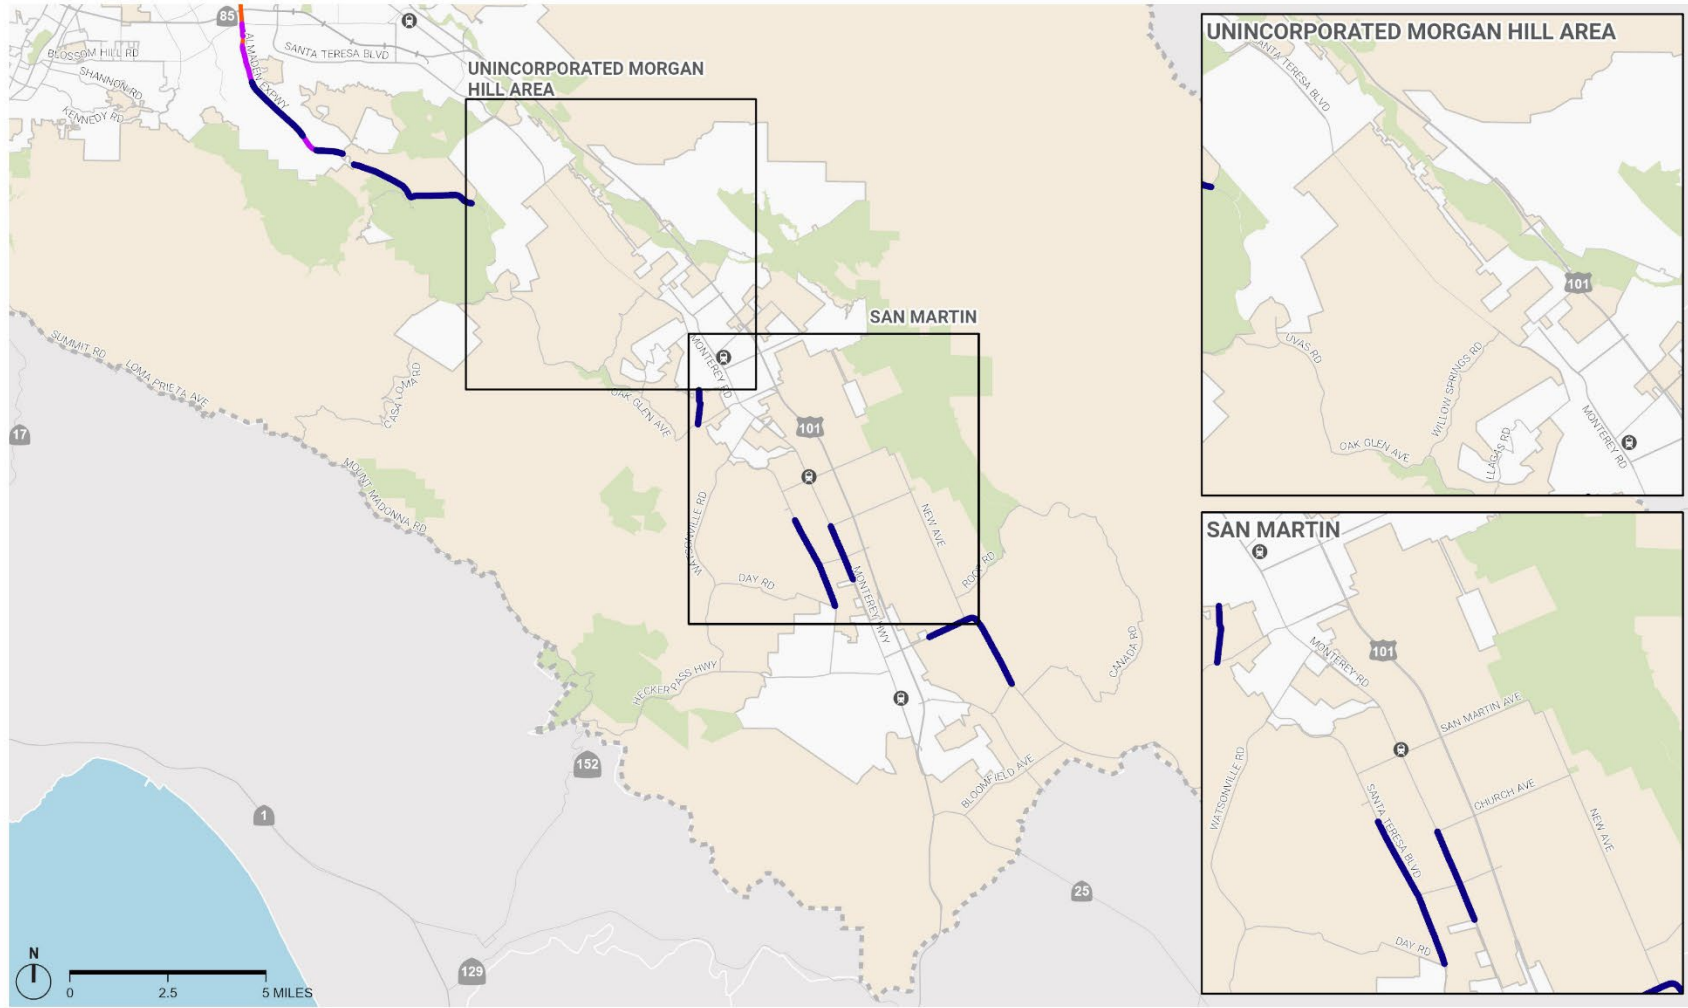 85
BLOSSOM HILL RD
SHANNON RD
KENNEDY RD
ALMADEN EXPWY
SANTA TERESA BLVD
UNINCORPORATED MORGAN
HILL AREA
SAN MARTIN
SUMMIT RD
LOMA PRIETA AVE
CASA LOMA RD
OAK GLEN AVE
MONTEREY RD
17
101
MOUNT MADONNA RD
WATSONVILLE RD
NEW AVE
DAY RD
ROOP RD
MONTEREY HWY
HECKER PASS HWY
CANADA RD
BLOOMFIELD AVE
152
1
25
129
N
0
2.5
5 MILES
UNINCORPORATED MORGAN HILL AREA
SANTA TERESA BLVD
101
UVAS RD
WILLOW SPRINGS RD
OAK GLEN AVE
LLAGAS RD
MONTEREY RD
SAN MARTIN
MONTEREY RD
101
SAN MARTIN AVE
WATSONVILLE RD
SANTA TERESA BLVD
CHURCH AVE
NEW AVE
DAY RD